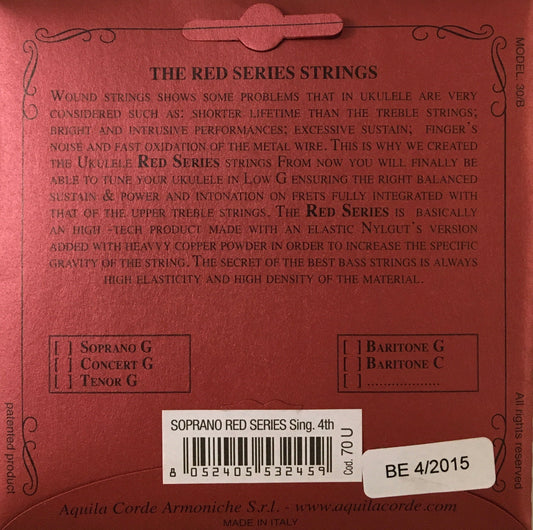 THE RED SERIES STRINGS
WOUND STRINGS SHOWS SOME PROBLEMS THAT IN UKULELE ARE VERY
CONSIDERED SUCH AS: SHORTER LIFETIME THAN THE TREBLE STRINGS;
BRIGHT AND INTRUSIVE PERFORMANCES; EXCESSIVE SUSTAIN; FINGER'S
NOISE AND FAST OXIDATION OF THE METAL WIRE. THIS IS WHY WE CREATED
THE UKULELE RED SERIES STRINGS FROM NOW YOU WILL FINALLY BE
ABLE TO TUNE YOUR UKULELE IN LOW G ENSURING THE RIGHT BALANCED
SUSTAIN & POWER AND INTONATION ON FRETS FULLY INTEGRATED WITH
THAT OF THE UPPER TREBLE STRINGS. THE RED SERIES IS BASICALLY
AN HIGH -TECH PRODUCT MADE WITH AN ELASTIC NYLGUT'S VERSION
ADDED WITH HEAVVY COPPER POWDER IN ORDER TO INCREASE THE SPECIFIC
GRAVITY OF THE STRING. THE SECRET OF THE BEST BASS STRINGS IS ALWAYS
HIGH ELASTICITY AND HIGH DENSITY OF THE MATERIAL.
[ ] SOPRANO G
[ ] CONCERT G
[ ] TENOR G
[ ] BARITONE G
[ ] BARITONE C
[ ] ..................
SOPRANO RED SERIES Sing. 4th
8 052405 532459
Cod. 70 U
BE 4/2015
Aquila Corde Armoniche S.r.l. - www.aquilacorde.com
MADE IN ITALY
patented product
MODEL. 30/B
All rights reserved